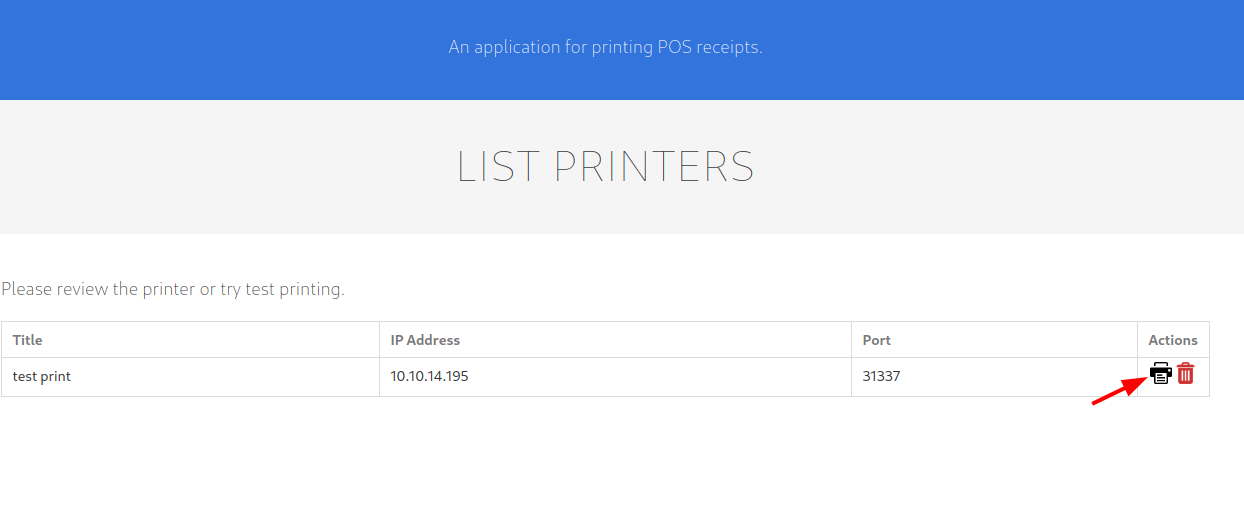 An application for printing POS receipts.
LIST PRINTERS
Please review the printer or try test printing.
Title IP Address Port Actions
test print 10.10.14.195 31337